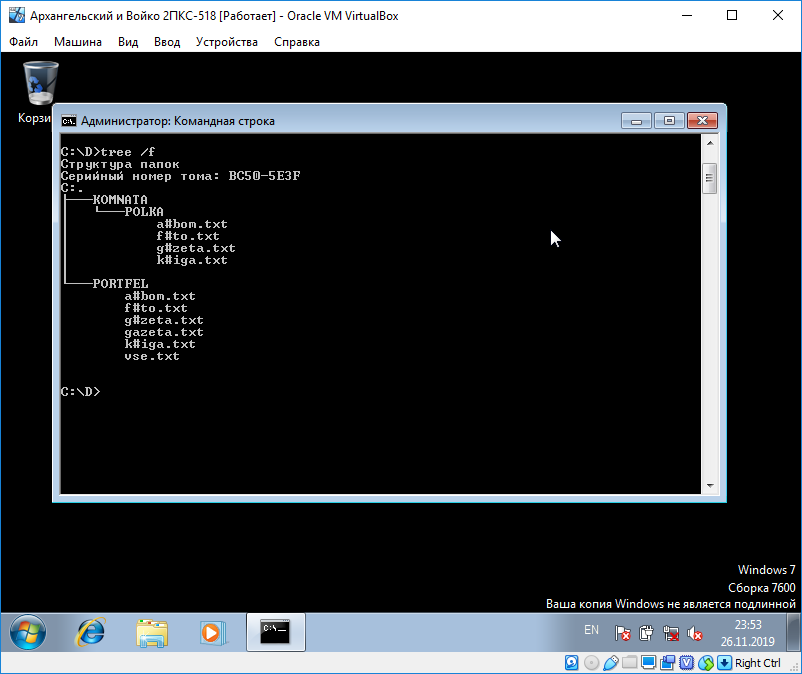 Архангельский и Войко 2ПКС-518 [Работает] - Oracle VM VirtualBox
Файл Машина Вид Ввод Устройства Справка
Корзи
Администратор: Командная строка
C:\D>tree /f
Структура папок
Серийный номер тома: BC50-5E3F
C:.
├───KOMNATA
│   └───POLKA
│           a#bom.txt
│           f#to.txt
│           g#zeta.txt
│           k#iga.txt
│
└───PORTFEL
        a#bom.txt
        f#to.txt
        g#zeta.txt
        gazeta.txt
        k#iga.txt
        vse.txt
C:\D>
Windows 7
Сборка 7600
Ваша копия Windows не является подлинной
C:\_
EN
23:53
26.11.2019
Right Ctrl